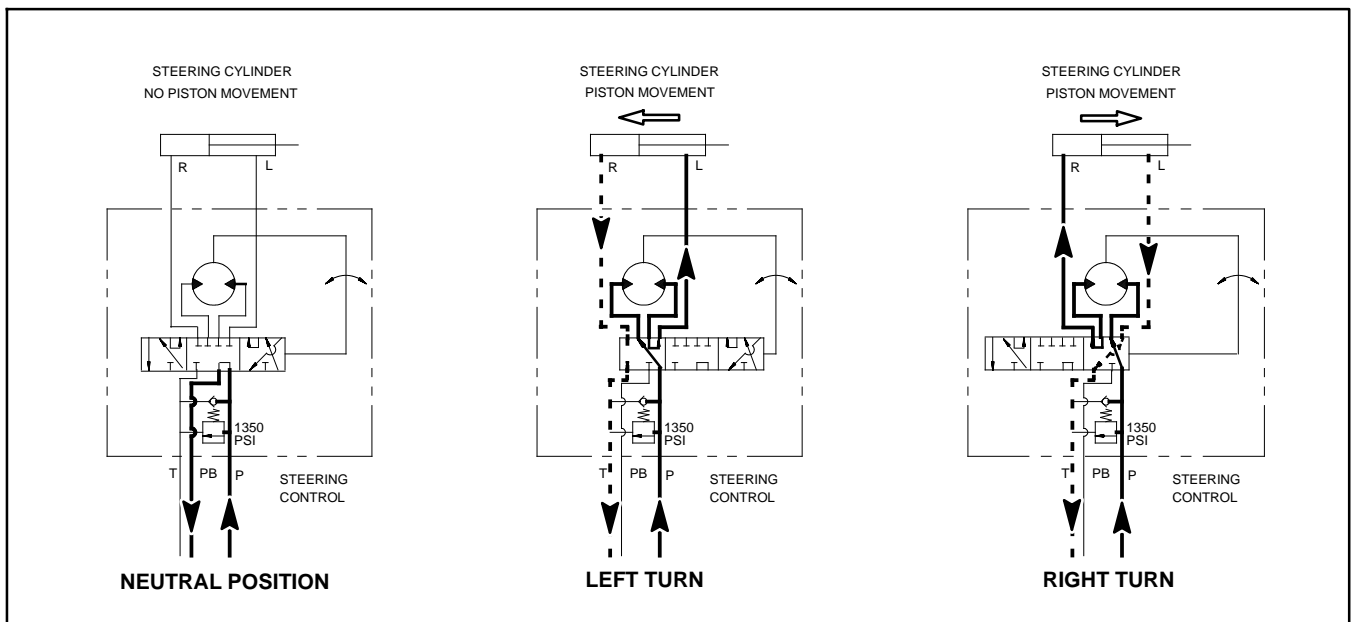 STEERING CYLINDER
NO PISTON MOVEMENT
R
L
1350
PSI
T
PB
P
STEERING
CONTROL
NEUTRAL POSITION
STEERING CYLINDER
PISTON MOVEMENT
R
L
1350
PSI
T
PB
P
STEERING
CONTROL
LEFT TURN
STEERING CYLINDER
PISTON MOVEMENT
R
L
1350
PSI
T
PB
P
STEERING
CONTROL
RIGHT TURN